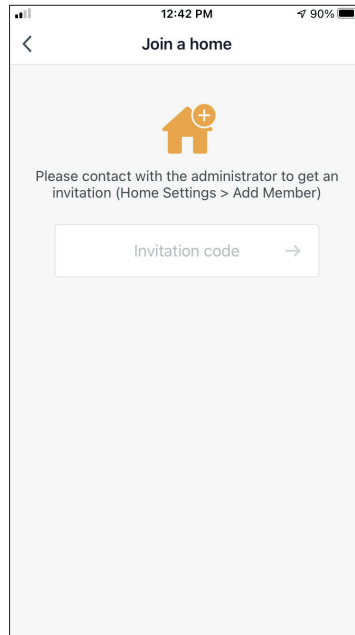 12:42 PM 90%
Join a home
Please contact with the administrator to get an
invitation (Home Settings > Add Member)
Invitation code